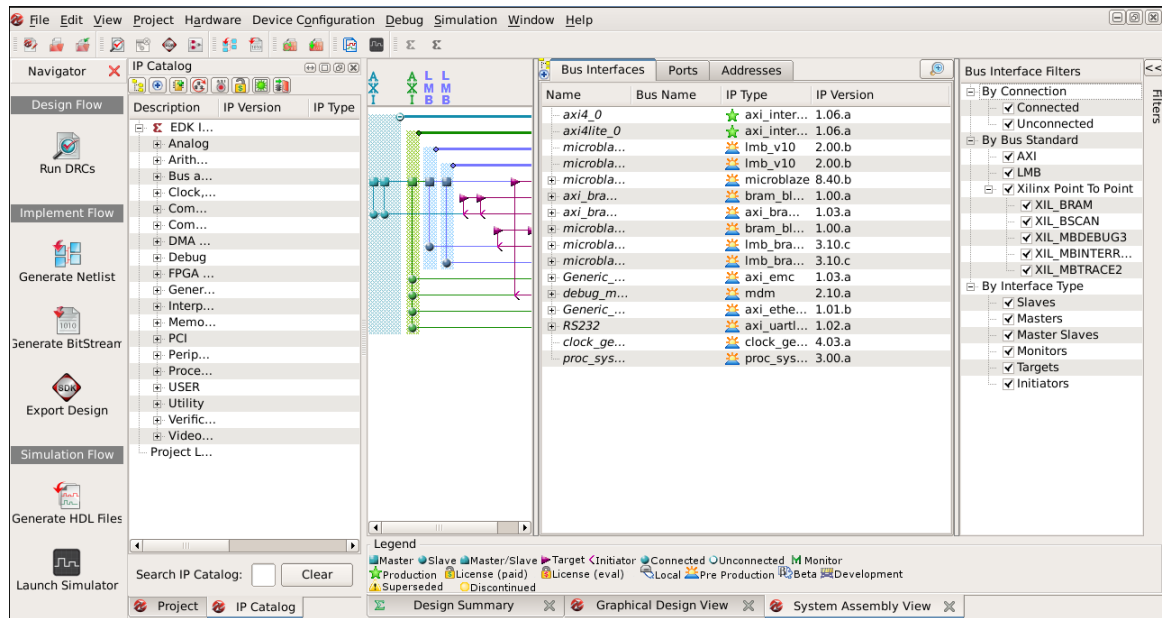 File Edit View Project Hardware Device Configuration Debug Simulation Window Help
Navigator
Design Flow
Run DRCs
Implement Flow
Generate Netlist
1010
Generate BitStream
SDK
Export Design
Simulation Flow
Generate HDL Files
Launch Simulator
IP Catalog
Description IP Version IP Type
EDK I...
Analog
Arith...
Bus a...
Clock,...
Com...
Com...
DMA ...
Debug
FPGA ...
Gener...
Interp...
Memo...
PCI
Perip...
Proce...
USER
Utility
Verific...
Video...
Project L...
Search IP Catalog: Clear
Project IP Catalog
AXI AXI LMB LMB
Bus Interfaces Ports Addresses
Name Bus Name IP Type IP Version
axi4_0 axi_inter... 1.06.a
axi4lite_0 axi_inter... 1.06.a
microbla... lmb_v10 2.00.b
microbla... lmb_v10 2.00.b
microbla... microblaze 8.40.b
axi_bra... bram_bl... 1.00.a
axi_bra... axi_bra... 1.03.a
microbla... bram_bl... 1.00.a
microbla... lmb_bra... 3.10.c
microbla... lmb_bra... 3.10.c
Generic_... axi_emc 1.03.a
debug_m... mdm 2.10.a
Generic_... axi_ethe... 1.01.b
RS232 axi_uartl... 1.02.a
clock_ge... clock_ge... 4.03.a
proc_sys... proc_sys... 3.00.a
Legend
Master Slave Master/Slave Target Initiator Connected Unconnected M Monitor
Production License (paid) License (eval) Local Pre Production Beta Development
Superseded Discontinued
Design Summary Graphical Design View System Assembly View
Bus Interface Filters
By Connection
Connected
Unconnected
By Bus Standard
AXI
LMB
Xilinx Point To Point
XIL_BRAM
XIL_BSCAN
XIL_MBDEBUG3
XIL_MBINTERR...
XIL_MBTRACE2
By Interface Type
Slaves
Masters
Master Slaves
Monitors
Targets
Initiators
<<
Filters